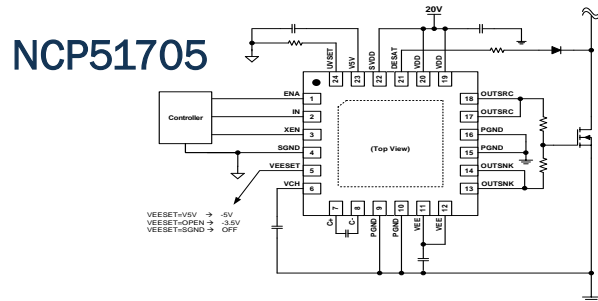 20V
NCP51705
UVSET
V5V
SVDD
DESAT
VDD
VDD
24
23
22
21
20
19
ENA
1
IN
2
XEN
3
SGND
4
VEESET
5
VCH
6
Controller
(Top View)
18
OUTSRC
17
OUTSRC
16
PGND
15
PGND
14
OUTSNK
13
OUTSNK
7
8
9
10
11
12
C+
C-
PGND
PGND
VEE
VEE
VEESET=V5V → -5V
VEESET=OPEN → -3.5V
VEESET=SGND → OFF